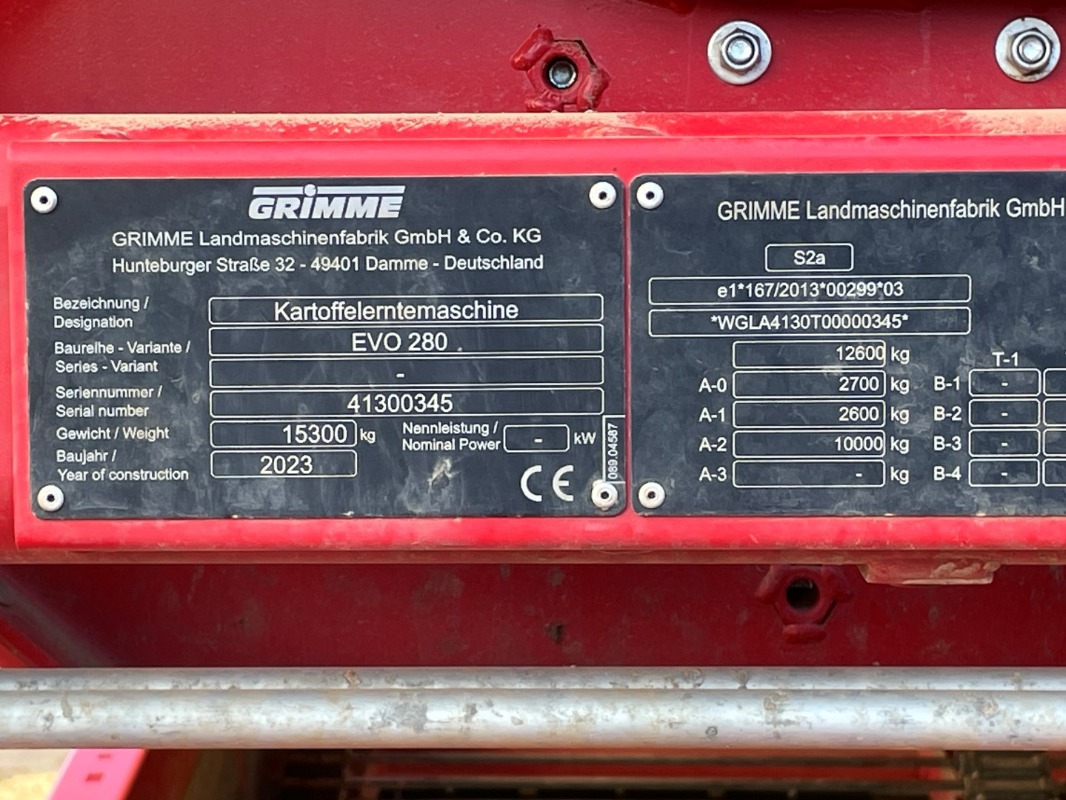 GRIMME
GRIMME Landmaschinenfabrik GmbH & Co. KG
Hunteburger Straße 32 - 49401 Damme - Deutschland
Bezeichnung /
Designation
Kartoffelerntemaschine
Baureihe - Variante /
Series - Variant
EVO 280
-
Seriennummer /
Serial number
41300345
Gewicht / Weight
15300 kg
Nennleistung /
Nominal Power
- kW
Baujahr /
Year of construction
2023
CE
089.04587
GRIMME Landmaschinenfabrik GmbH
S2a
e1*167/2013*00299*03
*WGLA4130T00000345*
12600 kg
T-1
A-0 2700 kg B-1 -
A-1 2600 kg B-2 -
A-2 10000 kg B-3 -
A-3 - kg B-4 -